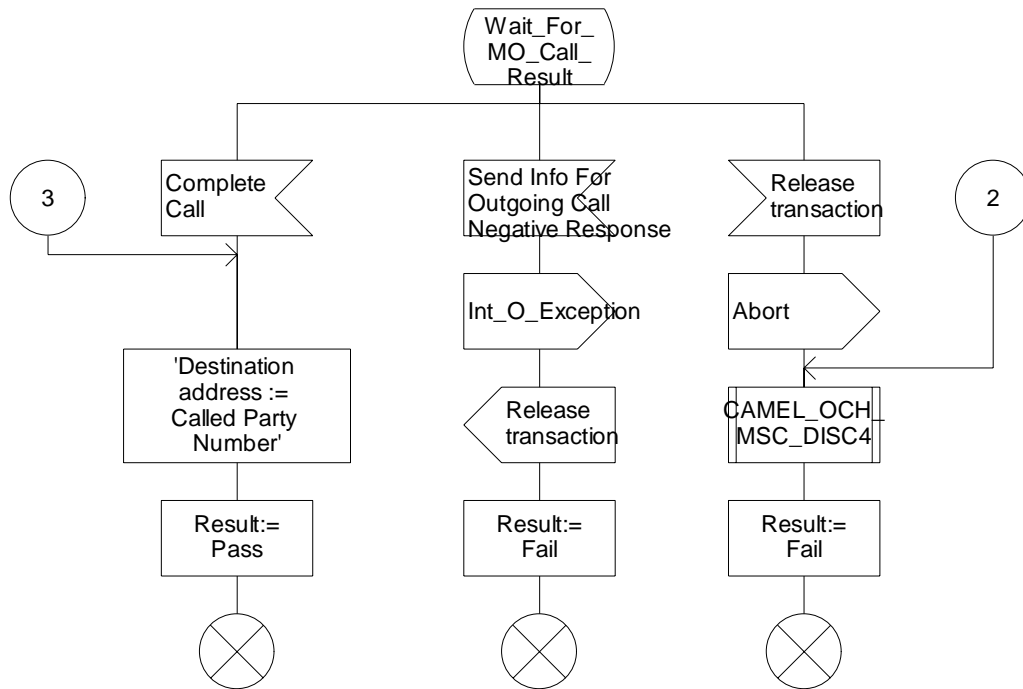 Wait_For_
MO_Call_
Result
3
Complete
Call
Send Info For
Outgoing Call
Negative Response
Release
transaction
2
Int_O_Exception
Abort
'Destination
address :=
Called Party
Number'
Release
transaction
CAMEL_OCH_
MSC_DISC4
Result:=
Pass
Result:=
Fail
Result:=
Fail